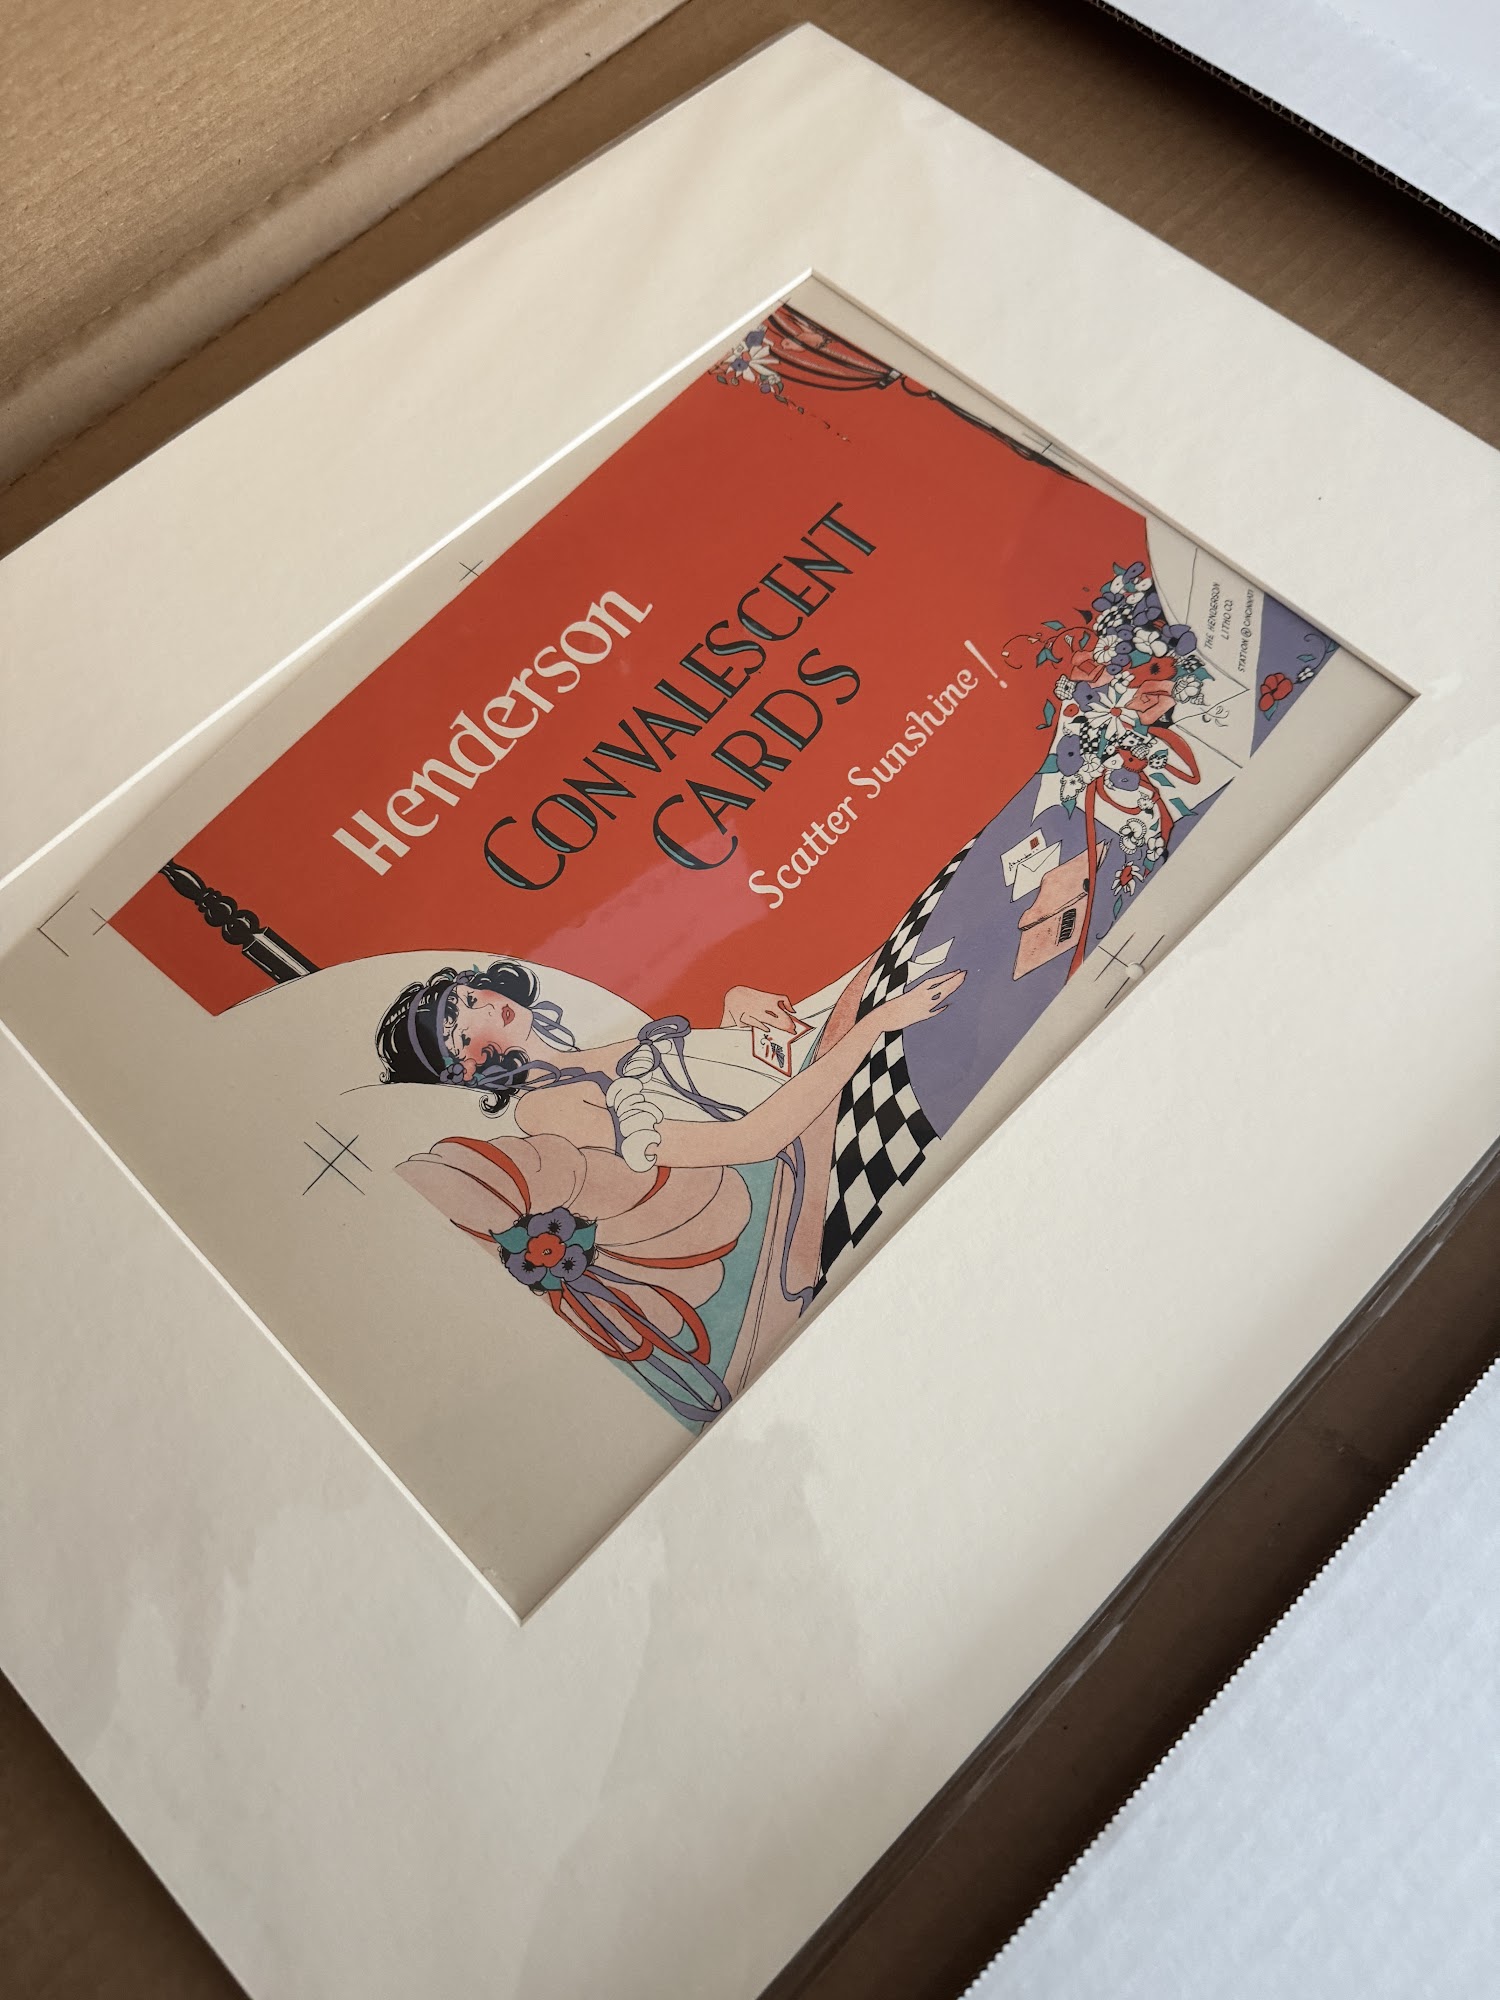 Henderson
CONVALESCENT
CARDS
Scatter Sunshine!
THE HENDERSON
LITHO CO.
STATION @ CINCINNATI